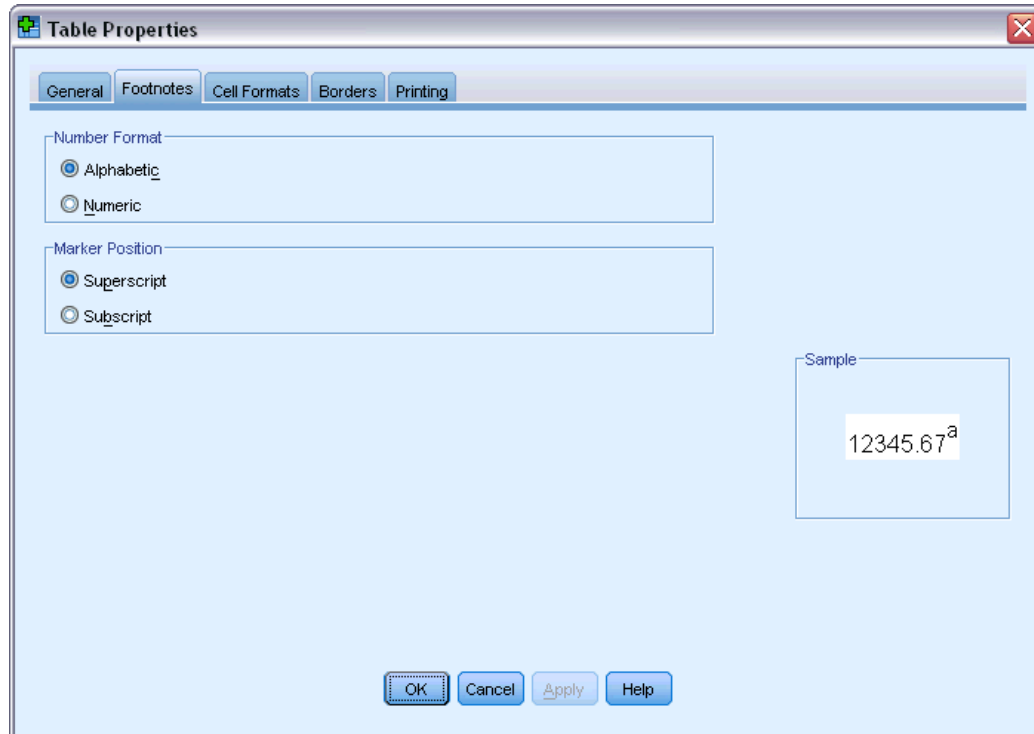 Table Properties
General Footnotes Cell Formats Borders Printing
Number Format
Alphabetic
Numeric
Marker Position
Superscript
Subscript
Sample
12345.67a
OK Cancel Apply Help